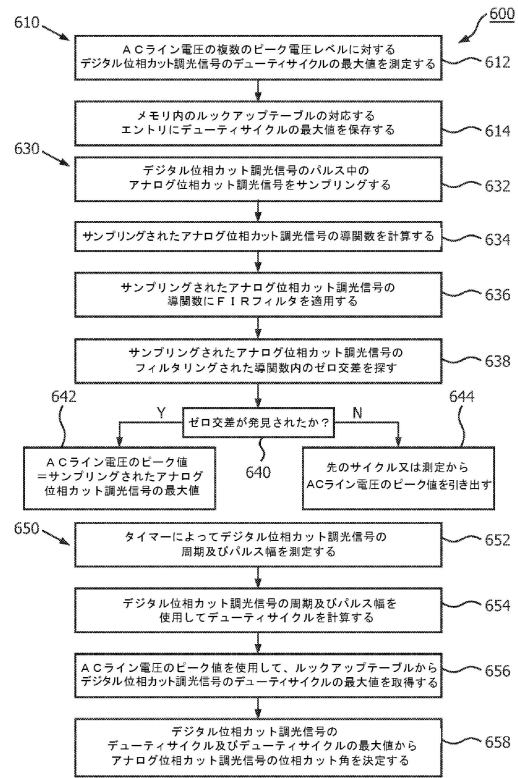 610
600
ACライン電圧の複数のピーク電圧レベルに対する
デジタル位相カット調光信号のデューティサイクルの最大値を測定する
612
メモリ内のルックアップテーブルの対応する
エントリにデューティサイクルの最大値を保存する
614
630
デジタル位相カット調光信号のパルス中の
アナログ位相カット調光信号をサンプリングする
632
サンプリングされたアナログ位相カット調光信号の導関数を計算する
634
サンプリングされたアナログ位相カット調光信号の
導関数にFIRフィルタを適用する
636
サンプリングされたアナログ位相カット調光信号の
フィルタリングされた導関数内のゼロ交差を探す
638
642
Y
ゼロ交差が発見されたか?
N
644
640
ACライン電圧のピーク値
=サンプリングされたアナログ
位相カット調光信号の最大値
先のサイクル又は測定から
ACライン電圧のピーク値を引き出す
650
タイマーによってデジタル位相カット調光信号の
周期及びパルス幅を測定する
652
デジタル位相カット調光信号の周期及びパルス幅を
使用してデューティサイクルを計算する
654
ACライン電圧のピーク値を使用して、ルックアップテーブルから
デジタル位相カット調光信号のデューティサイクルの最大値を取得する
656
デジタル位相カット調光信号の
デューティサイクル及びデューティサイクルの最大値から
アナログ位相カット調光信号の位相カット角を決定する
658